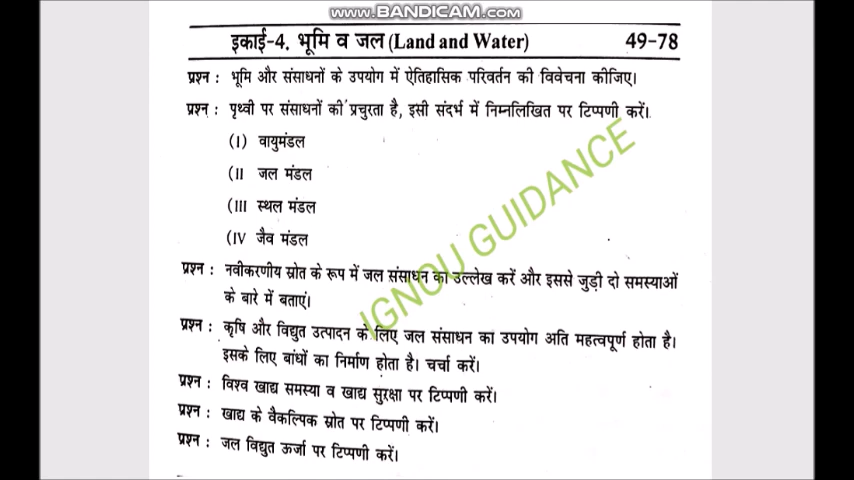 WWW.BANDICAM.COM
इकाई-4. भूमि व जल (Land and Water) 49-78
प्रश्न : भूमि और संसाधनों के उपयोग में ऐतिहासिक परिवर्तन की विवेचना कीजिए।
प्रश्न : पृथ्वी पर संसाधनों की प्रचुरता है, इसी संदर्भ में निम्नलिखित पर टिप्पणी करें।
(I) वायुमंडल
(II जल मंडल
(III स्थल मंडल
(IV जैव मंडल
प्रश्न : नवीकरणीय स्रोत के रूप में जल संसाधन का उल्लेख करें और इससे जुड़ी दो समस्याओं
के बारे में बताएं।
प्रश्न : कृषि और विद्युत उत्पादन के लिए जल संसाधन का उपयोग अति महत्वपूर्ण होता है।
इसके लिए बांधों का निर्माण होता है। चर्चा करें।
प्रश्न : विश्व खाद्य समस्या व खाद्य सुरक्षा पर टिप्पणी करें।
प्रश्न : खाद्य के वैकल्पिक स्रोत पर टिप्पणी करें।
प्रश्न : जल विद्युत ऊर्जा पर टिप्पणी करें।
IGNOU GUIDANCE